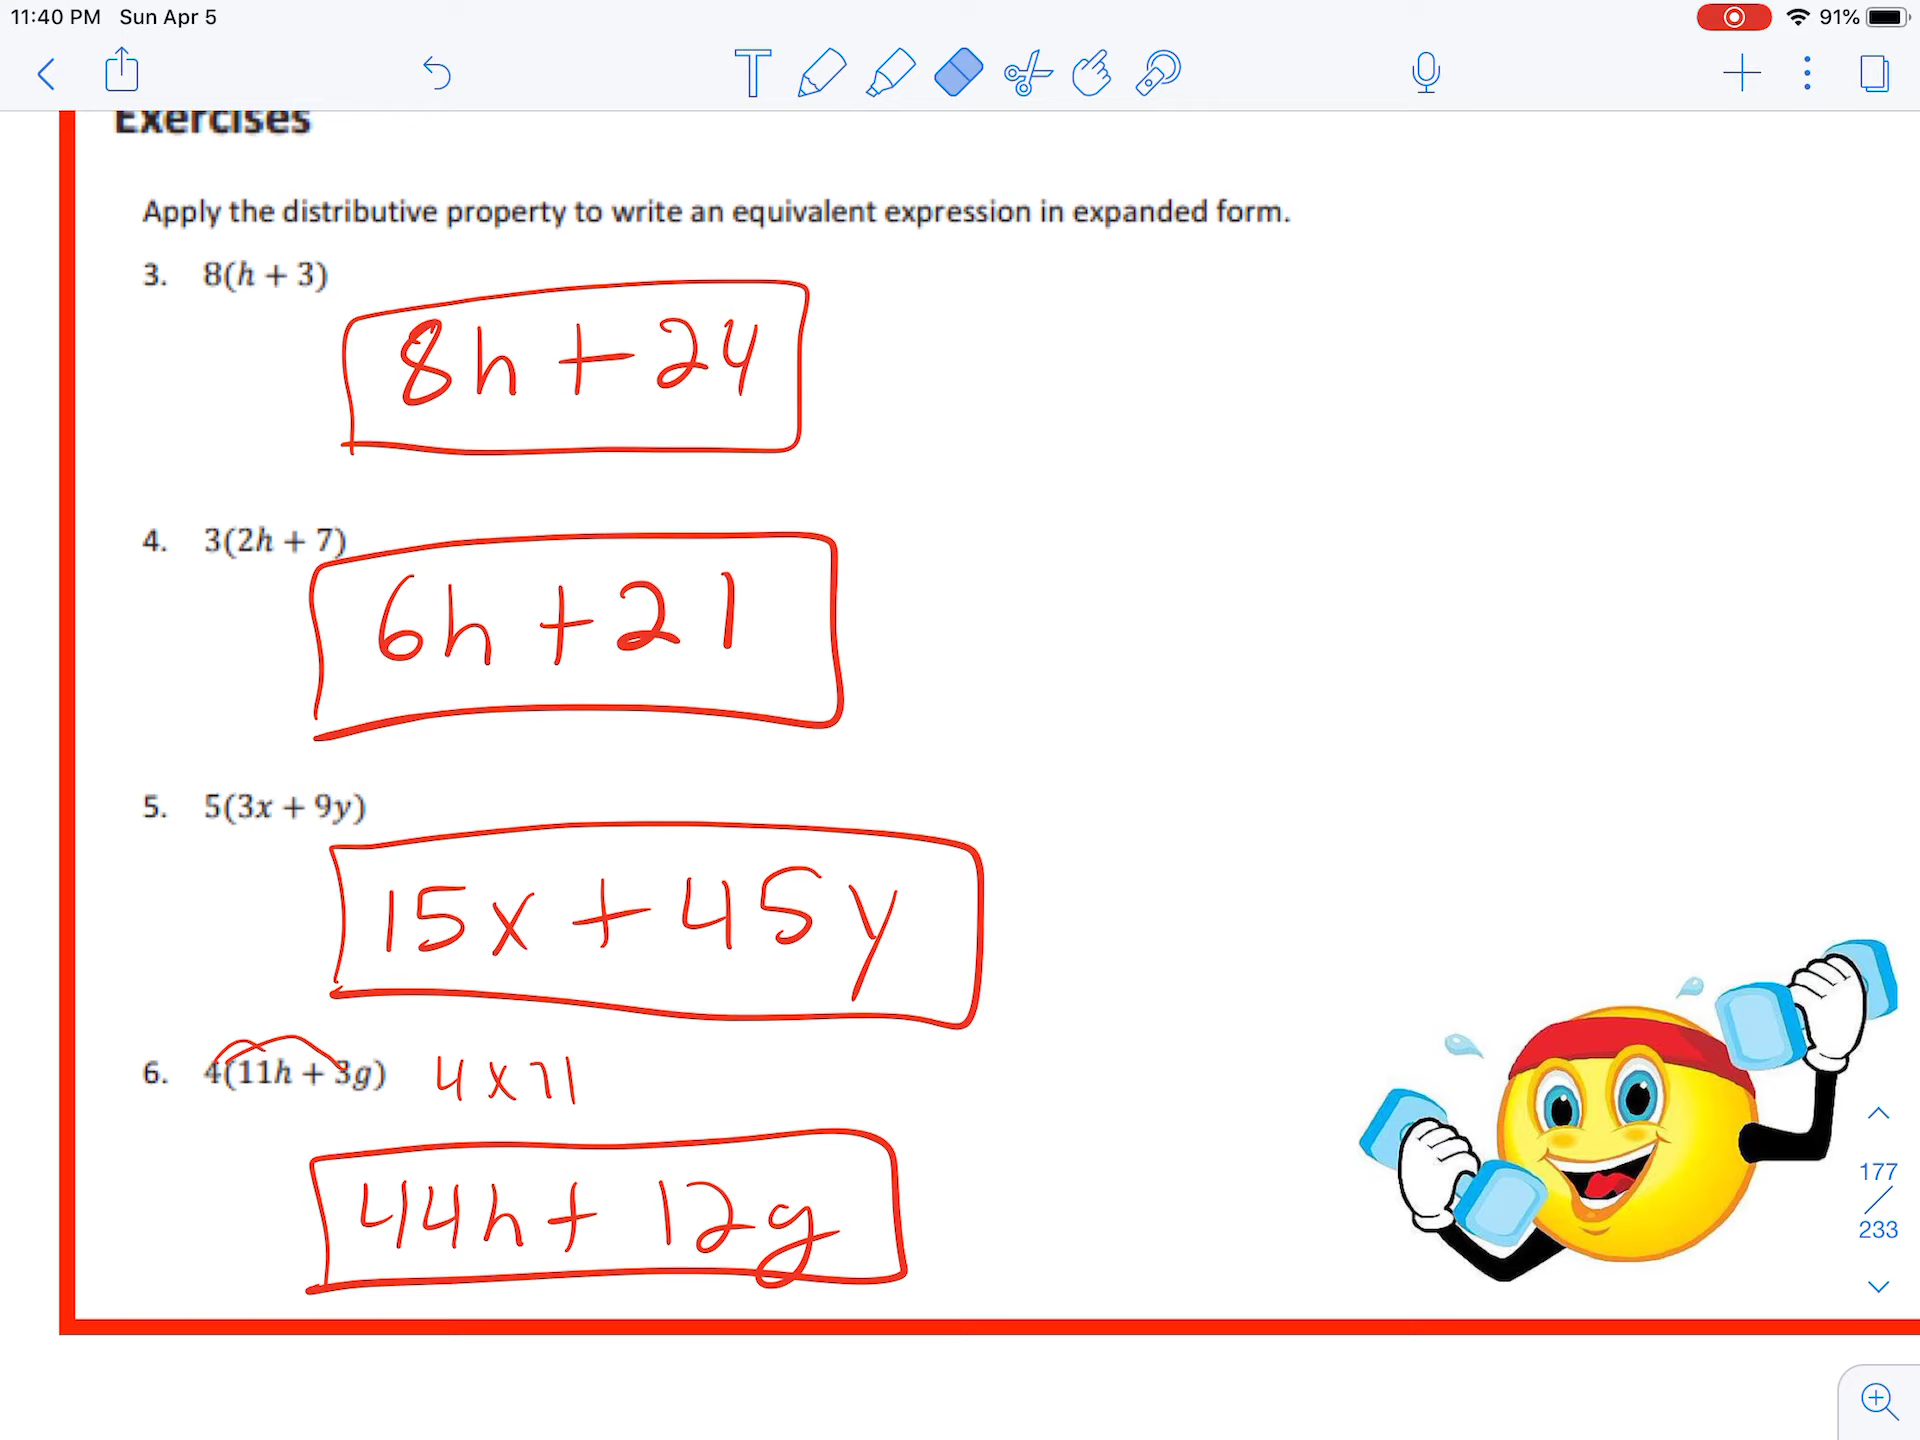 11:40 PM Sun Apr 5
91%
T
Exercises
Apply the distributive property to write an equivalent expression in expanded form.
3. 8(h + 3)
8h + 24
4. 3(2h + 7)
6h + 21
5. 5(3x + 9y)
15x + 45y
6. 4(11h + 3g) 4 x 11
44h + 12g
177
/
233